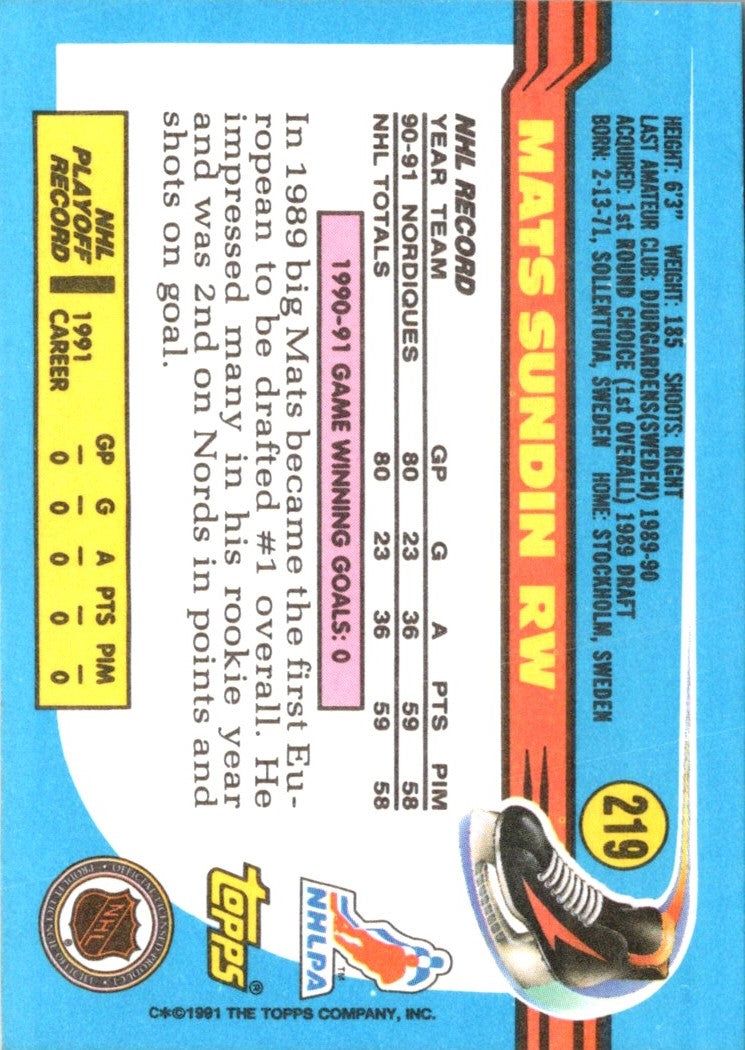 219
HEIGHT: 6'3" WEIGHT: 185 SHOOTS: RIGHT
LAST AMATEUR CLUB: DJURGARDENS(SWEDEN) 1989-90
ACQUIRED: 1st ROUND CHOICE (1st OVERALL) 1989 DRAFT
BORN: 2-13-71, SOLLENTUNA, SWEDEN HOME: STOCKHOLM, SWEDEN
MATS SUNDIN RW
NHL RECORD
YEAR TEAM GP G A PTS PIM
90-91 NORDIQUES 80 23 36 59 58
NHL TOTALS 80 23 36 59 58
1990-91 GAME WINNING GOALS: 0
In 1989 big Mats became the first Eu-
ropean to be drafted #1 overall. He
impressed many in his rookie year
and was 2nd on Nords in points and
shots on goal.
NHL PLAYOFF RECORD
GP G A PTS PIM
1991 – – – – –
CAREER 0 0 0 0 0
NHLPA TM
TOPPS ®
OFFICIAL LICENSED PRODUCT
NHL ®
C✻©1991 THE TOPPS COMPANY, INC.